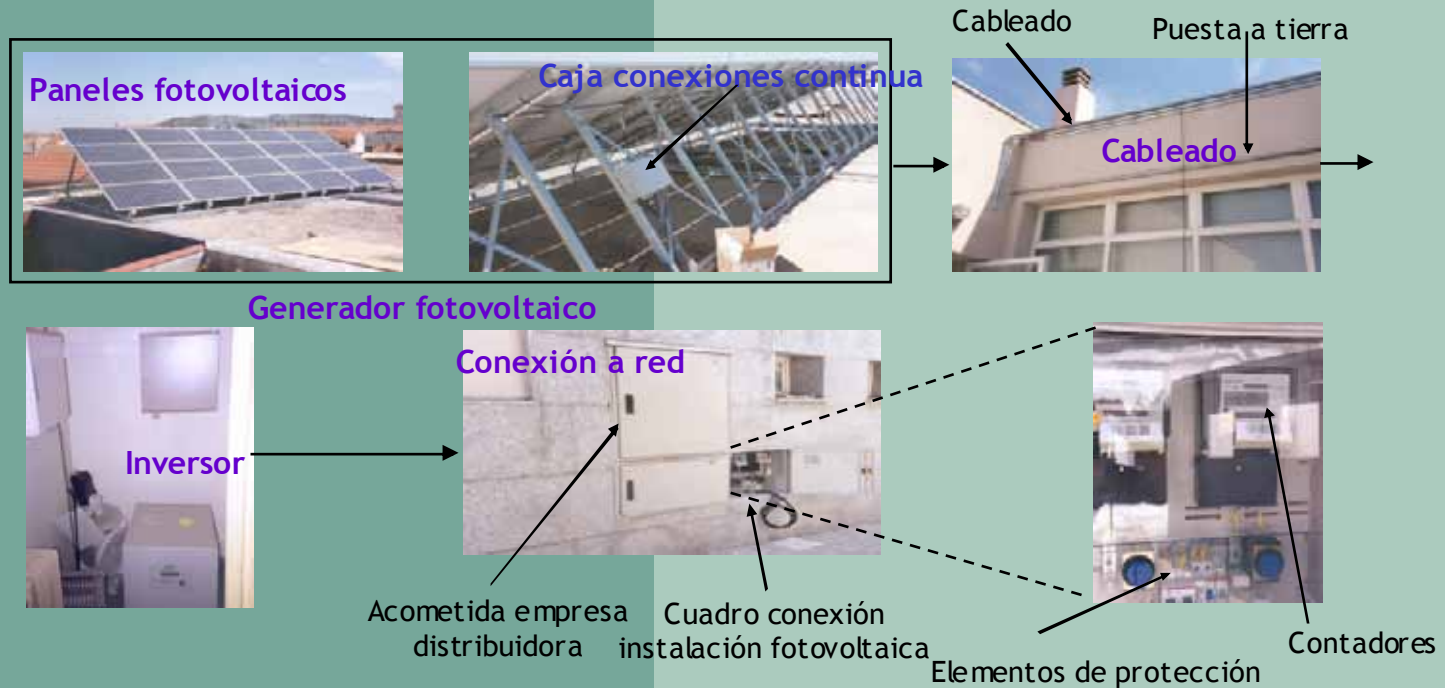 Cableado
Puesta a tierra
Paneles fotovoltaicos
Caja conexiones continua
Cableado
Generador fotovoltaico
Conexión a red
Inversor
Acometida empresa
distribuidora
Cuadro conexión
instalación fotovoltaica
Elementos de protección
Contadores